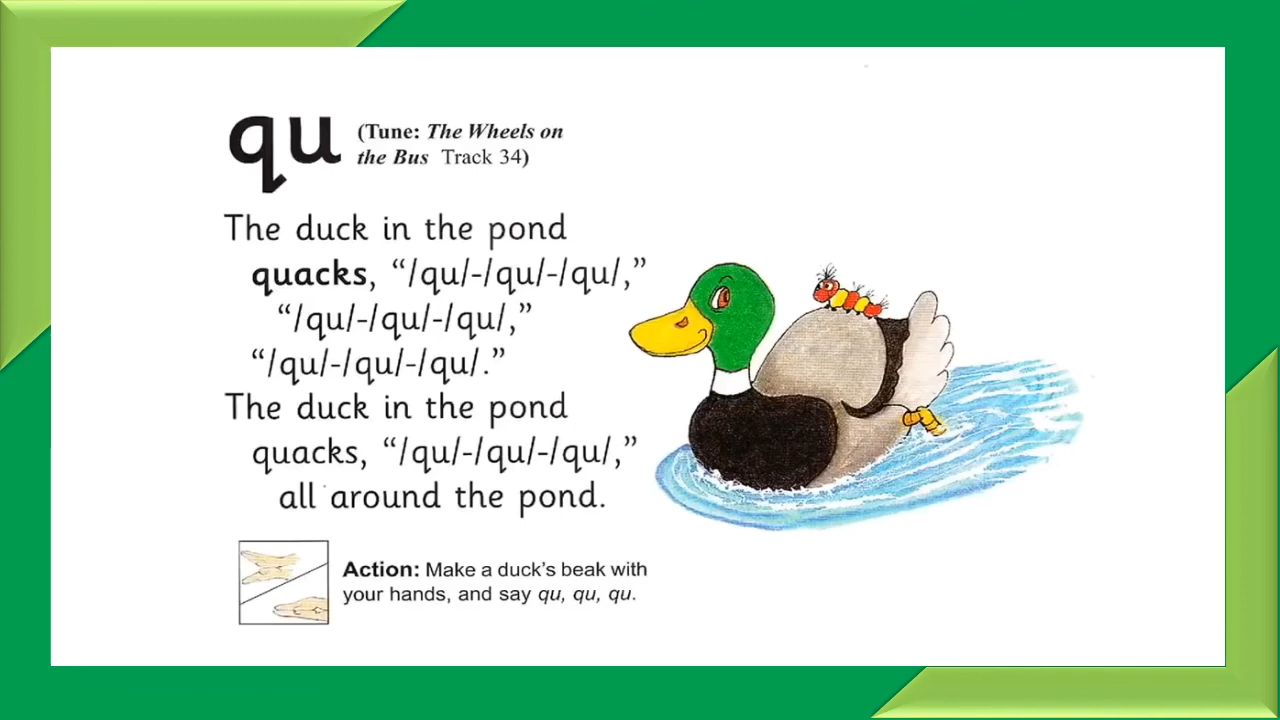 qu (Tune: The Wheels on
the Bus Track 34)
The duck in the pond
quacks, “/qu/-/qu/-/qu/,”
“/qu/-/qu/-/qu/,”
“/qu/-/qu/-/qu/.”
The duck in the pond
quacks, “/qu/-/qu/-/qu/,”
all around the pond.
Action: Make a duck’s beak with
your hands, and say qu, qu, qu.